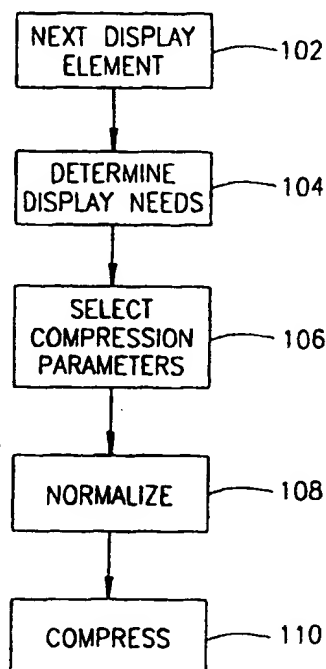 NEXT DISPLAY
ELEMENT
102
DETERMINE
DISPLAY NEEDS
104
SELECT
COMPRESSION
PARAMETERS
106
NORMALIZE
108
COMPRESS
110